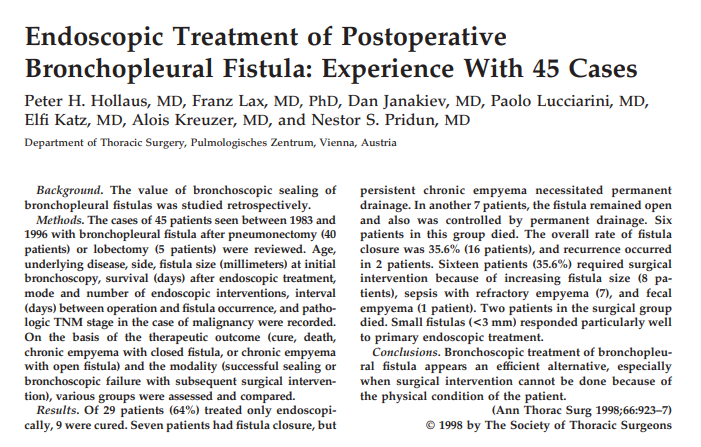 Endoscopic Treatment of Postoperative
Bronchopleural Fistula: Experience With 45 Cases
Peter H. Hollaus, MD, Franz Lax, MD, PhD, Dan Janakiev, MD, Paolo Lucciarini, MD,
Elfi Katz, MD, Alois Kreuzer, MD, and Nestor S. Pridun, MD
Department of Thoracic Surgery, Pulmologisches Zentrum, Vienna, Austria
Background. The value of bronchoscopic sealing of
bronchopleural fistulas was studied retrospectively.
Methods. The cases of 45 patients seen between 1983 and
1996 with bronchopleural fistula after pneumonectomy (40
patients) or lobectomy (5 patients) were reviewed. Age,
underlying disease, side, fistula size (millimeters) at initial
bronchoscopy, survival (days) after endoscopic treatment,
mode and number of endoscopic interventions, interval
(days) between operation and fistula occurrence, and patho-
logic TNM stage in the case of malignancy were recorded.
On the basis of the therapeutic outcome (cure, death,
chronic empyema with closed fistula, or chronic empyema
with open fistula) and the modality (successful sealing or
bronchoscopic failure with subsequent surgical interven-
tion), various groups were assessed and compared.
Results. Of 29 patients (64%) treated only endoscopi-
cally, 9 were cured. Seven patients had fistula closure, but
persistent chronic empyema necessitated permanent
drainage. In another 7 patients, the fistula remained open
and also was controlled by permanent drainage. Six
patients in this group died. The overall rate of fistula
closure was 35.6% (16 patients), and recurrence occurred
in 2 patients. Sixteen patients (35.6%) required surgical
intervention because of increasing fistula size (8 pa-
tients), sepsis with refractory empyema (7), and fecal
empyema (1 patient). Two patients in the surgical group
died. Small fistulas (<3 mm) responded particularly well
to primary endoscopic treatment.
Conclusions. Bronchoscopic treatment of bronchopleu-
ral fistula appears an efficient alternative, especially
when surgical intervention cannot be done because of
the physical condition of the patient.
(Ann Thorac Surg 1998;66:923–7)
© 1998 by The Society of Thoracic Surgeons